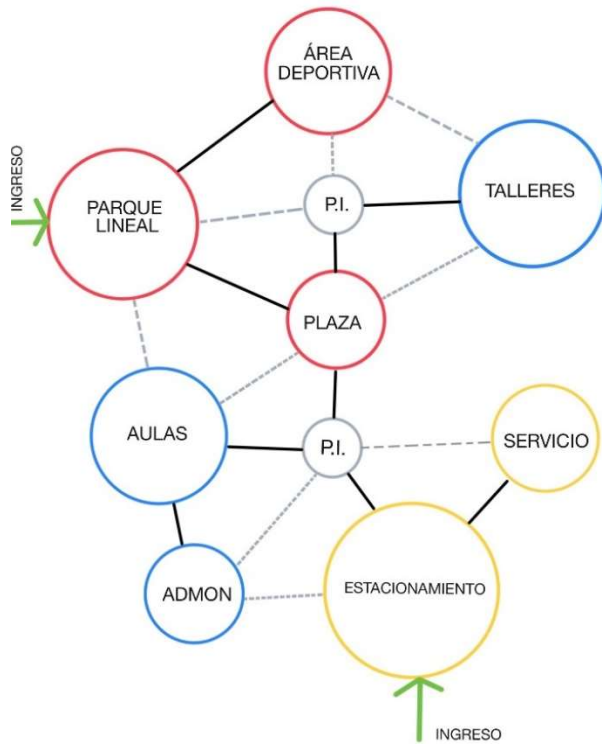 ÁREA
DEPORTIVA
INGRESO
PARQUE
LINEAL
P.I.
TALLERES
PLAZA
AULAS
P.I.
SERVICIO
ADMON
ESTACIONAMIENTO
INGRESO